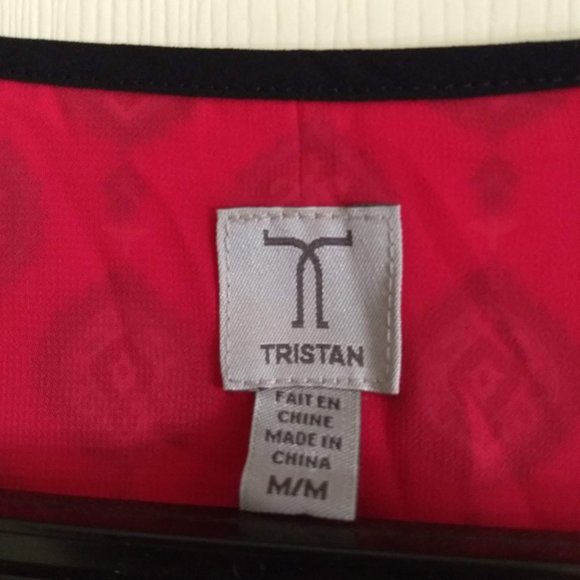 TRISTAN
FAIT EN
CHINE
MADE IN
CHINA
M/M